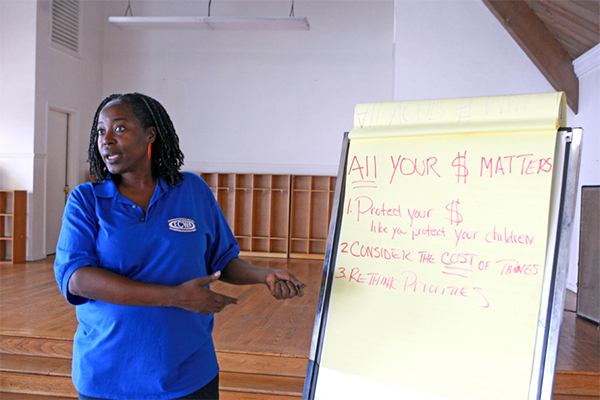 All YOUR $ MATTERS
1. Protect your $
like you protect your children
2 CONSIDER THE COST OF THINGS
3. RETHINK PRIORITIES